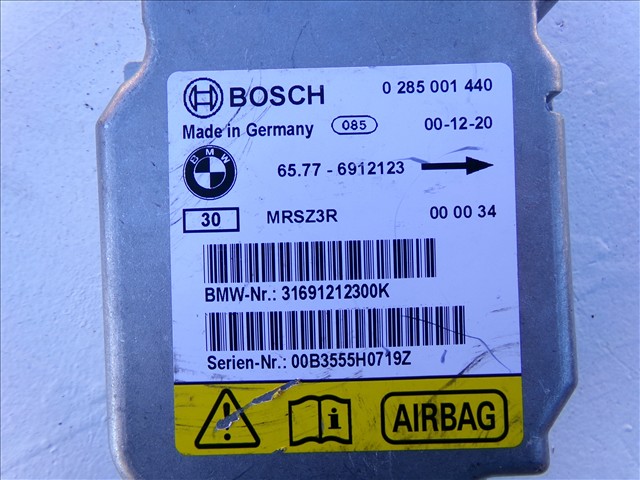 BOSCH 0 285 001 440
Made in Germany 085 00-12-20
BMW 65.77 - 6912123
30 MRSZ3R 00 00 34
BMW-Nr.: 31691212300K
Serien-Nr.: 00B3555H0719Z
! i AIRBAG